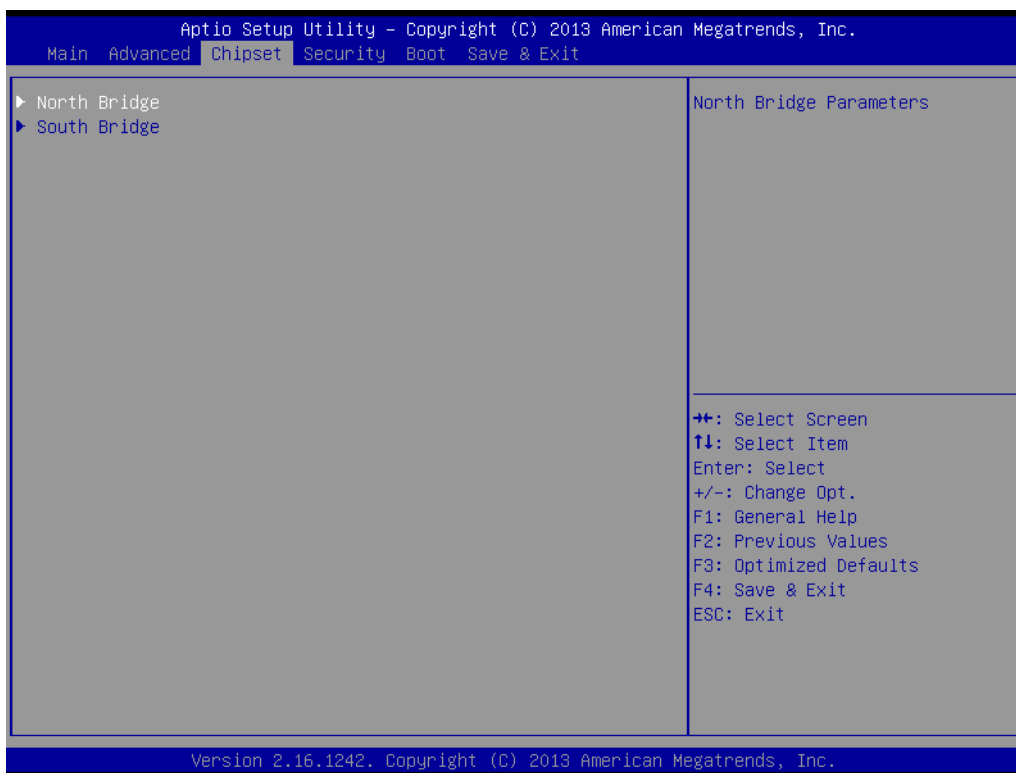 Aptio Setup Utility – Copyright (C) 2013 American Megatrends, Inc.
Main Advanced Chipset Security Boot Save & Exit
▶ North Bridge
▶ South Bridge
North Bridge Parameters
→←: Select Screen
↑↓: Select Item
Enter: Select
+/-: Change Opt.
F1: General Help
F2: Previous Values
F3: Optimized Defaults
F4: Save & Exit
ESC: Exit
Version 2.16.1242. Copyright (C) 2013 American Megatrends, Inc.